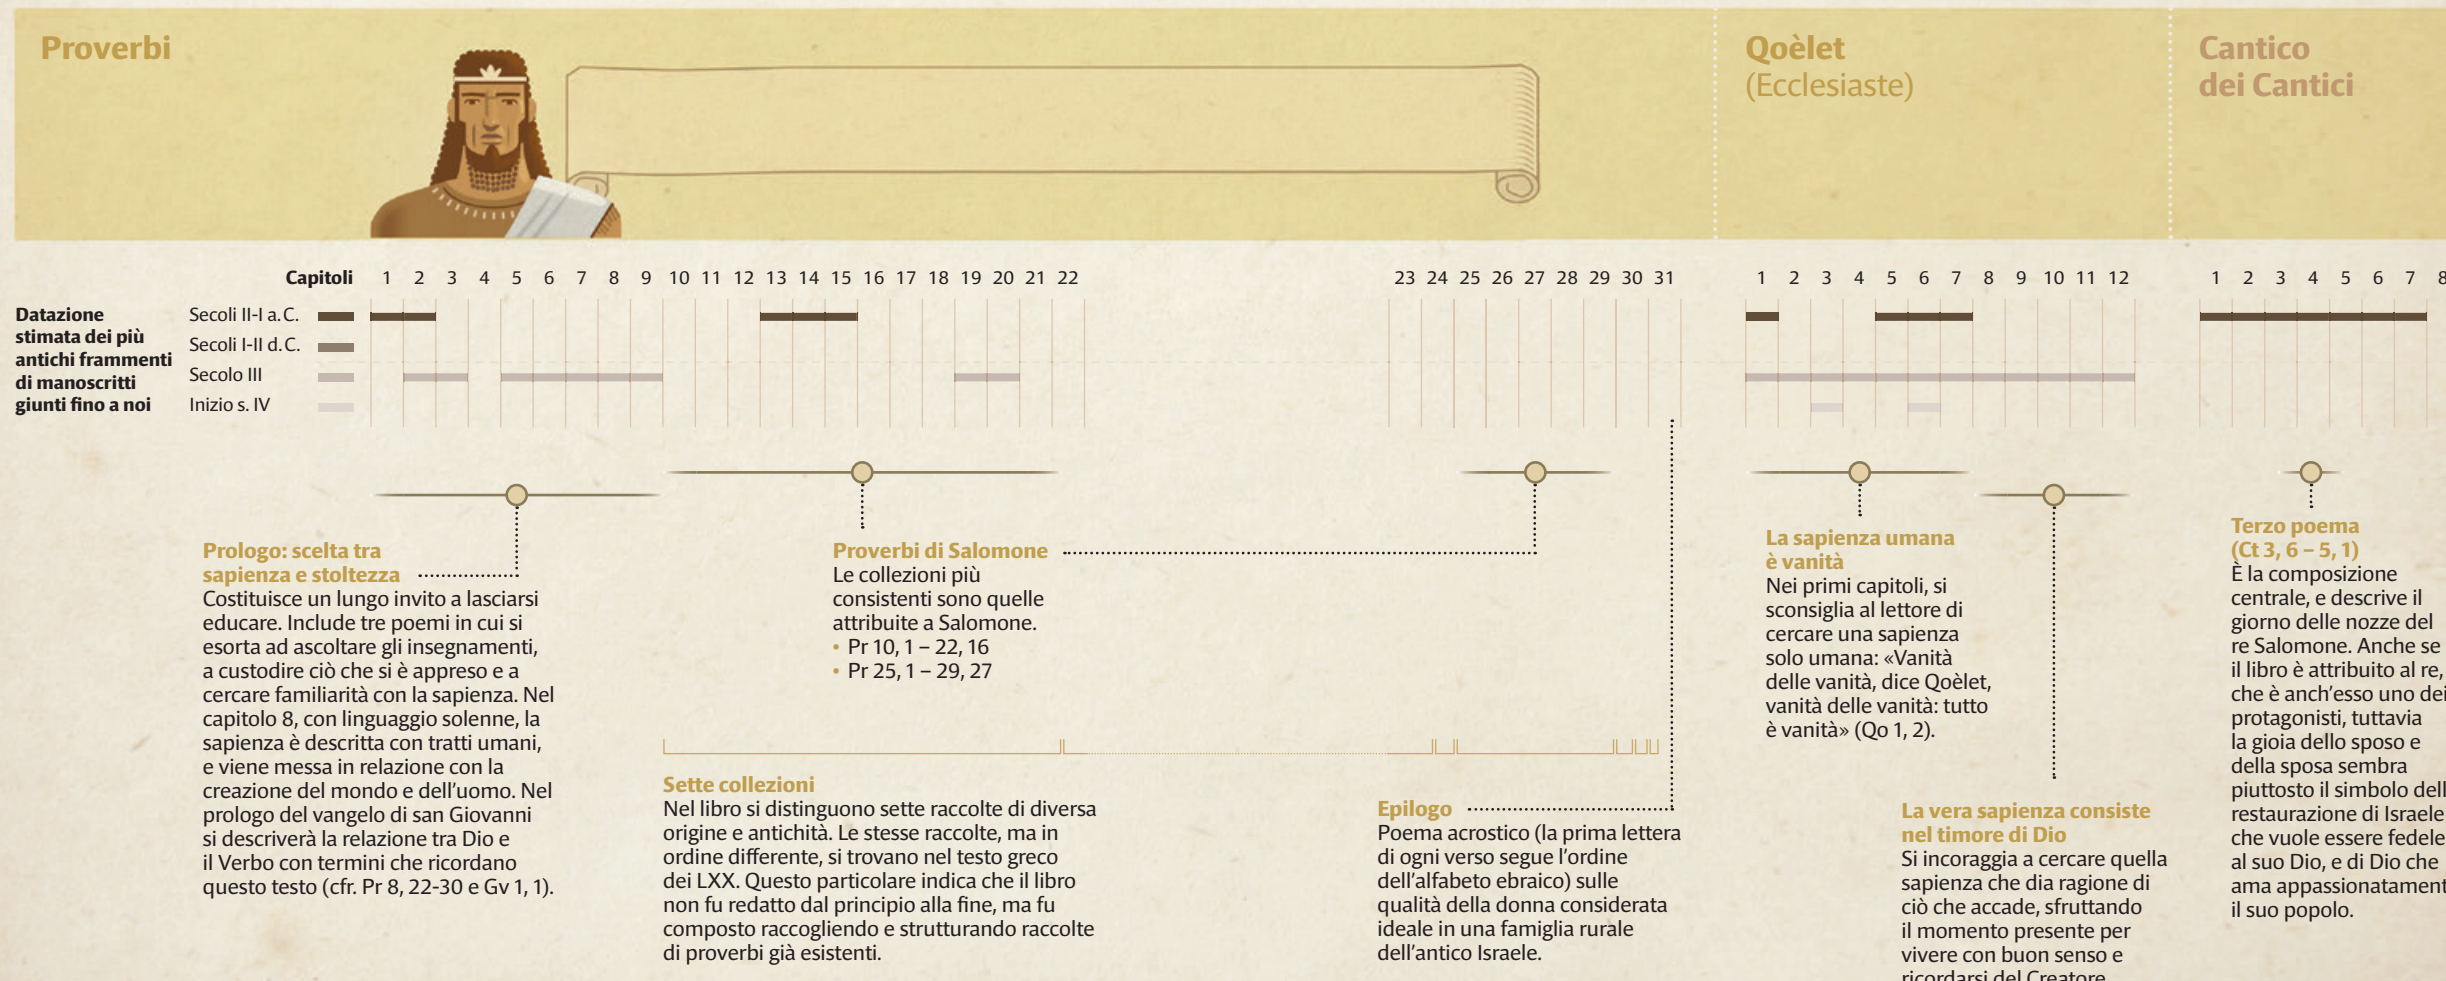 Proverbi
Qoèlet
(Ecclesiaste)
Cantico
dei Cantici
Capitoli 1 2 3 4 5 6 7 8 9 10 11 12 13 14 15 16 17 18 19 20 21 22 23 24 25 26 27 28 29 30 31 1 2 3 4 5 6 7 8 9 10 11 12 1 2 3 4 5 6 7 8
Datazione
stimata dei più
antichi frammenti
di manoscritti
giunti fino a noi
Secoli II-I a.C.
Secoli I-II d.C.
Secolo III
Inizio s. IV
Prologo: scelta tra
sapienza e stoltezza
Costituisce un lungo invito a lasciarsi
educare. Include tre poemi in cui si
esorta ad ascoltare gli insegnamenti,
a custodire ciò che si è appreso e a
cercare familiarità con la sapienza. Nel
capitolo 8, con linguaggio solenne, la
sapienza è descritta con tratti umani,
e viene messa in relazione con la
creazione del mondo e dell'uomo. Nel
prologo del vangelo di san Giovanni
si descriverà la relazione tra Dio e
il Verbo con termini che ricordano
questo testo (cfr. Pr 8, 22-30 e Gv 1, 1).
Proverbi di Salomone
Le collezioni più
consistenti sono quelle
attribuite a Salomone.
• Pr 10, 1 – 22, 16
• Pr 25, 1 – 29, 27
Sette collezioni
Nel libro si distinguono sette raccolte di diversa
origine e antichità. Le stesse raccolte, ma in
ordine differente, si trovano nel testo greco
dei LXX. Questo particolare indica che il libro
non fu redatto dal principio alla fine, ma fu
composto raccogliendo e strutturando raccolte
di proverbi già esistenti.
Epilogo
Poema acrostico (la prima lettera
di ogni verso segue l'ordine
dell'alfabeto ebraico) sulle
qualità della donna considerata
ideale in una famiglia rurale
dell'antico Israele.
La sapienza umana
è vanità
Nei primi capitoli, si
sconsiglia al lettore di
cercare una sapienza
solo umana: «Vanità
delle vanità, dice Qoèlet,
vanità delle vanità: tutto
è vanità» (Qo 1, 2).
La vera sapienza consiste
nel timore di Dio
Si incoraggia a cercare quella
sapienza che dia ragione di
ciò che accade, sfruttando
il momento presente per
vivere con buon senso e
ricordarsi del Creatore
Terzo poema
(Ct 3, 6 – 5, 1)
È la composizione
centrale, e descrive il
giorno delle nozze del
re Salomone. Anche se
il libro è attribuito al re,
che è anch'esso uno dei
protagonisti, tuttavia
la gioia dello sposo e
della sposa sembra
piuttosto il simbolo dell
restaurazione di Israele
che vuole essere fedele
al suo Dio, e di Dio che
ama appassionatament
il suo popolo.